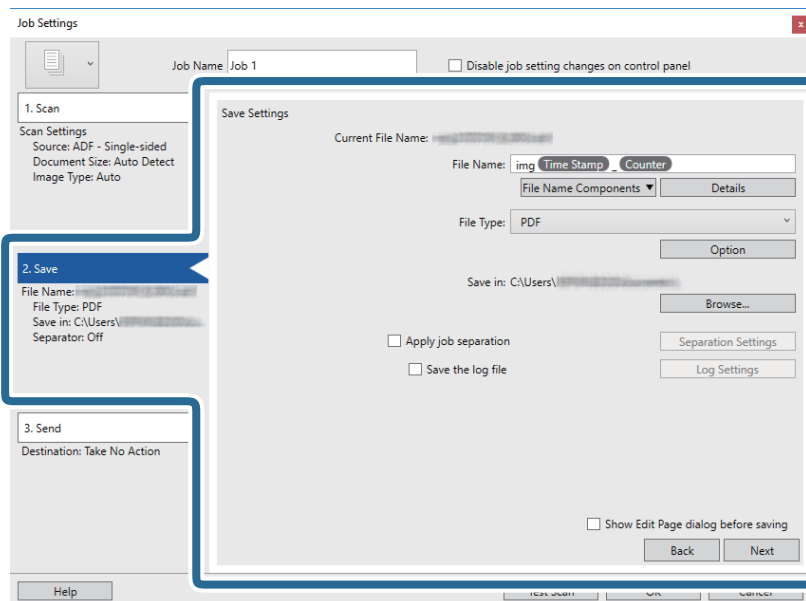 Job Settings
x
Job Name Job 1
Disable job setting changes on control panel
1. Scan
Scan Settings
Source: ADF - Single-sided
Document Size: Auto Detect
Image Type: Auto
2. Save
File Name:
File Type: PDF
Save in: C:\Users\
Separator: Off
3. Send
Destination: Take No Action
Save Settings
Current File Name:
File Name: img Time Stamp _ Counter
File Name Components ▼ Details
File Type: PDF
Option
Save in: C:\Users\
Browse...
Apply job separation Separation Settings
Save the log file Log Settings
Show Edit Page dialog before saving
Back Next
Help Test Scan OK Cancel